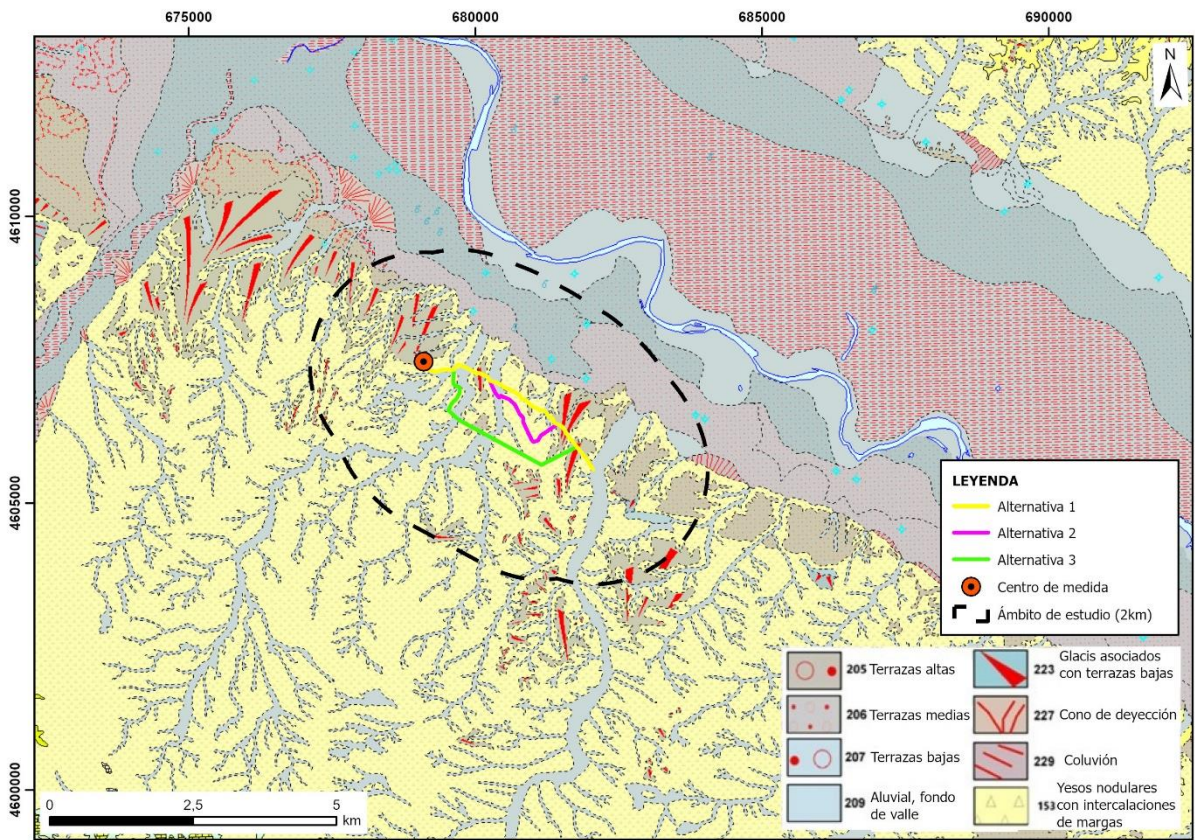 675000
680000
685000
690000
N
4610000
4605000
4600000
LEYENDA
Alternativa 1
Alternativa 2
Alternativa 3
Centro de medida
Ámbito de estudio (2km)
205 Terrazas altas
206 Terrazas medias
207 Terrazas bajas
209 Aluvial, fondo
de valle
223 Glacis asociados
con terrazas bajas
227 Cono de deyección
229 Coluvión
153 Yesos nodulares
con intercalaciones
de margas
0
2,5
5
km